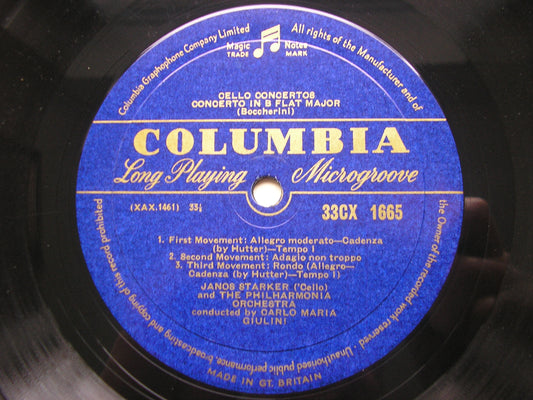 Columbia Graphophone Company Limited
Magic Notes
TRADE MARK
All rights of the Manufacturer and of
the Owner of the recorded work reserved · Unauthorised public performance, broadcasting and copying of this record prohibited
CELLO CONCERTOS
CONCERTO IN B FLAT MAJOR
(Boccherini)
COLUMBIA
Long Playing Microgroove
(XAX.1461) 33⅓
33CX 1665
1. First Movement: Allegro moderato—Cadenza
(by Hutter)—Tempo I
2. Second Movement: Adagio non troppo
3. Third Movement: Rondo (Allegro—
Cadenza (by Hutter)—Tempo I)
JANOS STARKER ('Cello)
and THE PHILHARMONIA
ORCHESTRA
conducted by CARLO MARIA
GIULINI
MADE IN GT. BRITAIN